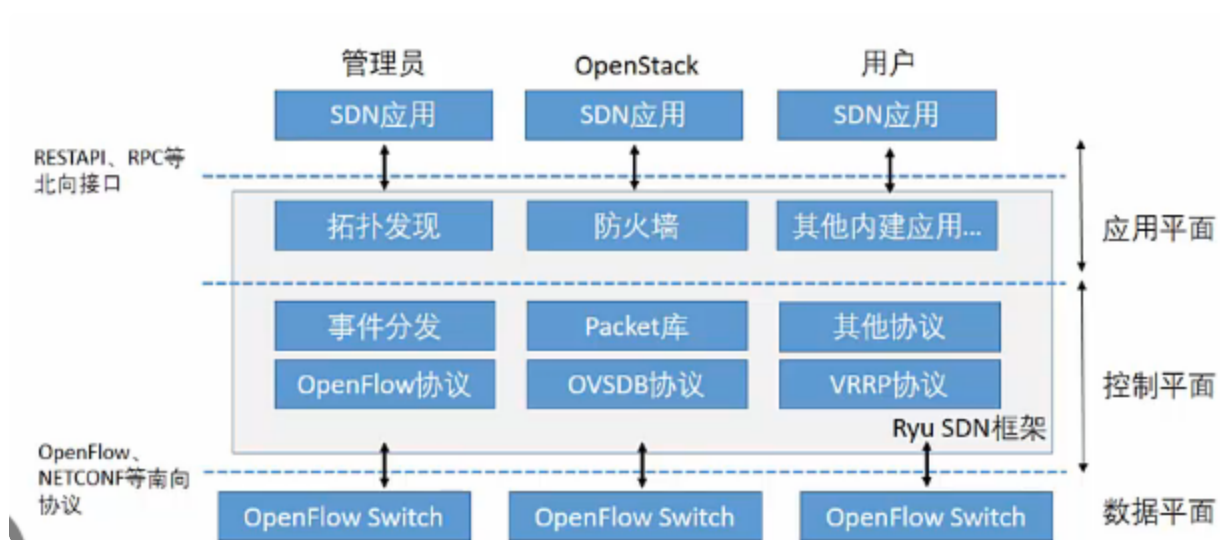 管理员
OpenStack
用户
SDN应用
SDN应用
SDN应用
RESTAPI、RPC等
北向接口
拓扑发现
防火墙
其他内建应用...
应用平面
事件分发
Packet库
其他协议
OpenFlow协议
OVSDB协议
VRRP协议
控制平面
Ryu SDN框架
OpenFlow、
NETCONF等南向
协议
OpenFlow Switch
OpenFlow Switch
OpenFlow Switch
数据平面